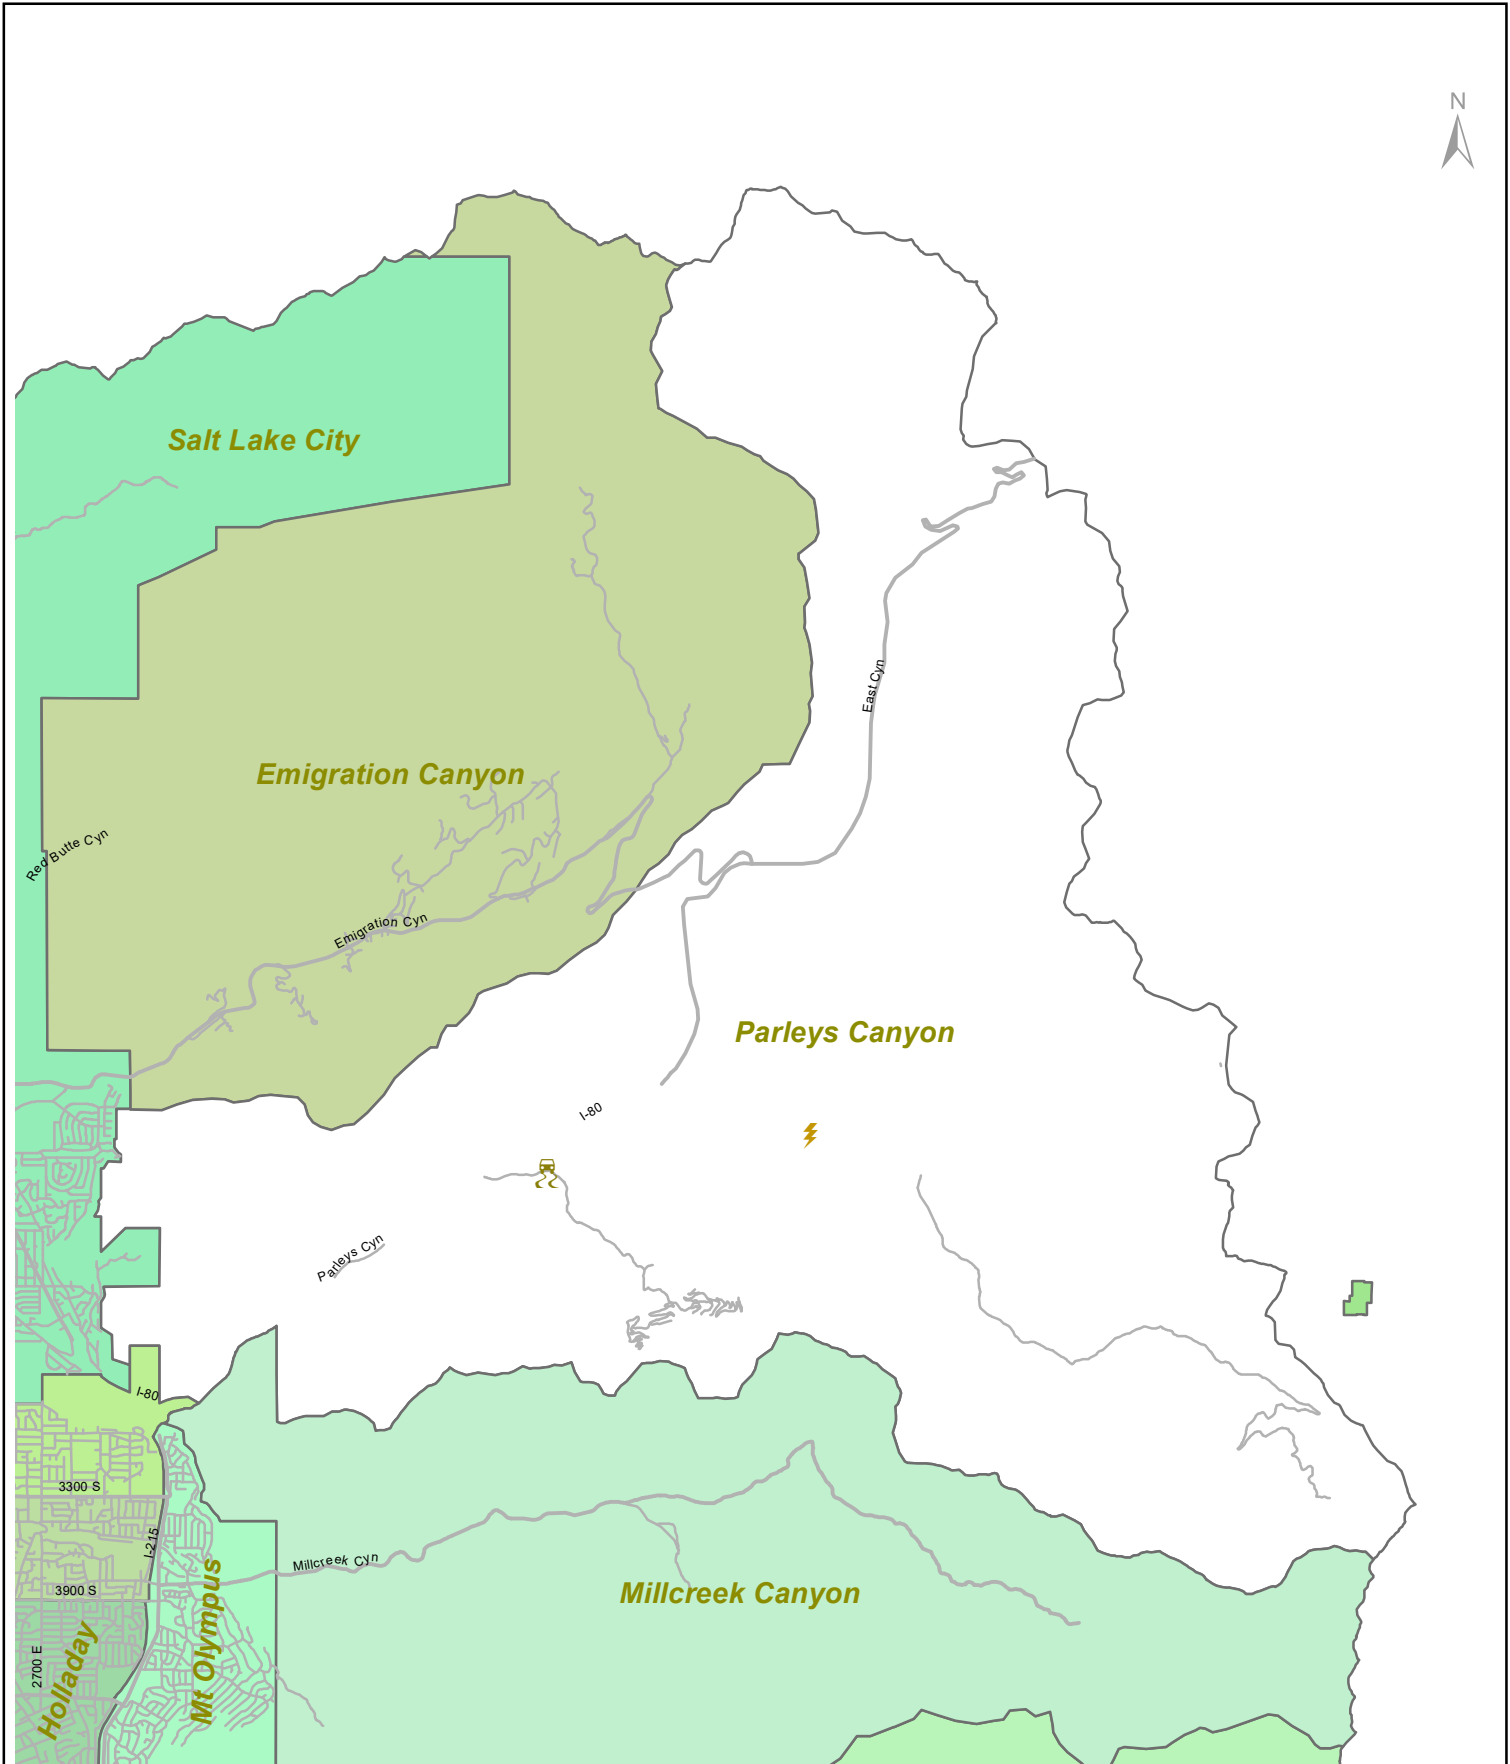 N
Salt Lake City
East Cyn
Emigration Canyon
Red Butte Cyn
Emigration Cyn
Parleys Canyon
I-80
Parleys Cyn
I-80
3300 S
I-215
Millcreek Cyn
3900 S
Millcreek Canyon
Mt Olympus
Holladay
2700 E